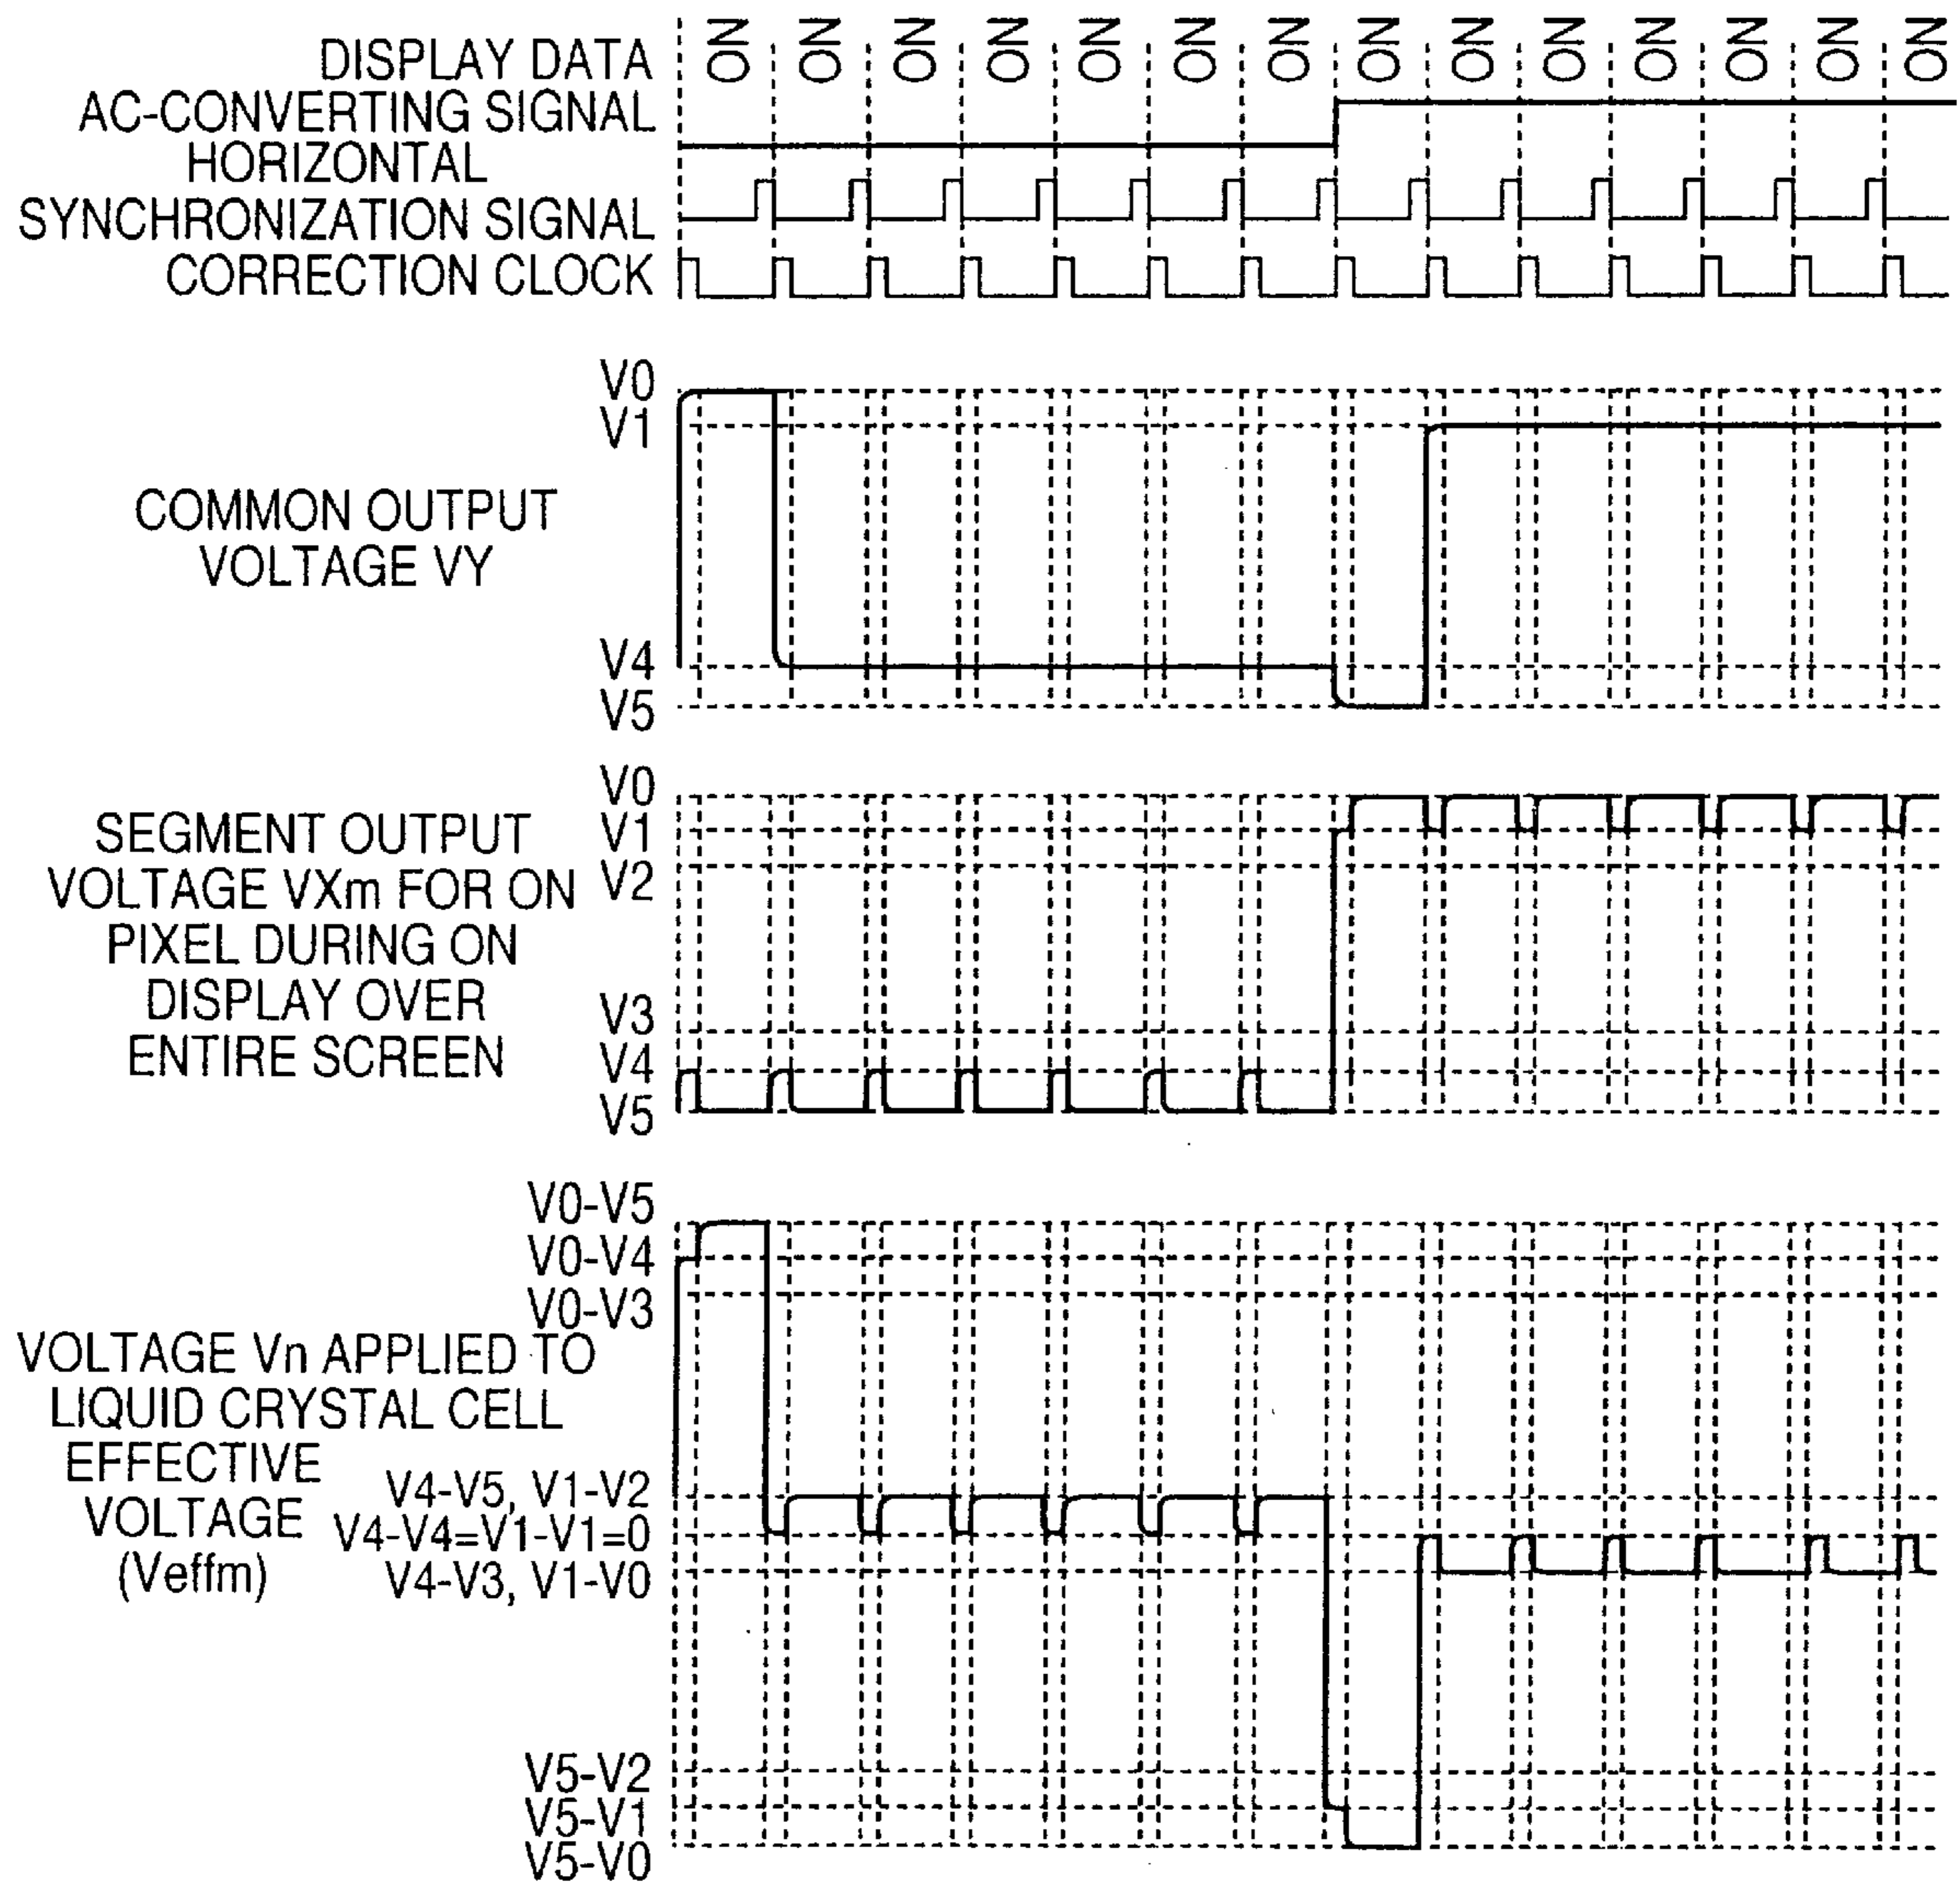 DISPLAY DATA ON ON ON ON ON ON ON ON ON ON ON ON ON ON
AC-CONVERTING SIGNAL
HORIZONTAL
SYNCHRONIZATION SIGNAL
CORRECTION CLOCK
V0
V1
COMMON OUTPUT
VOLTAGE VY
V4
V5
V0
SEGMENT OUTPUT V1
VOLTAGE VXm FOR ON V2
PIXEL DURING ON
DISPLAY OVER
V3
ENTIRE SCREEN V4
V5
V0-V5
V0-V4
V0-V3
VOLTAGE Vn APPLIED TO
LIQUID CRYSTAL CELL
EFFECTIVE
V4-V5, V1-V2
VOLTAGE V4-V4=V1-V1=0
(Veffm) V4-V3, V1-V0
V5-V2
V5-V1
V5-V0